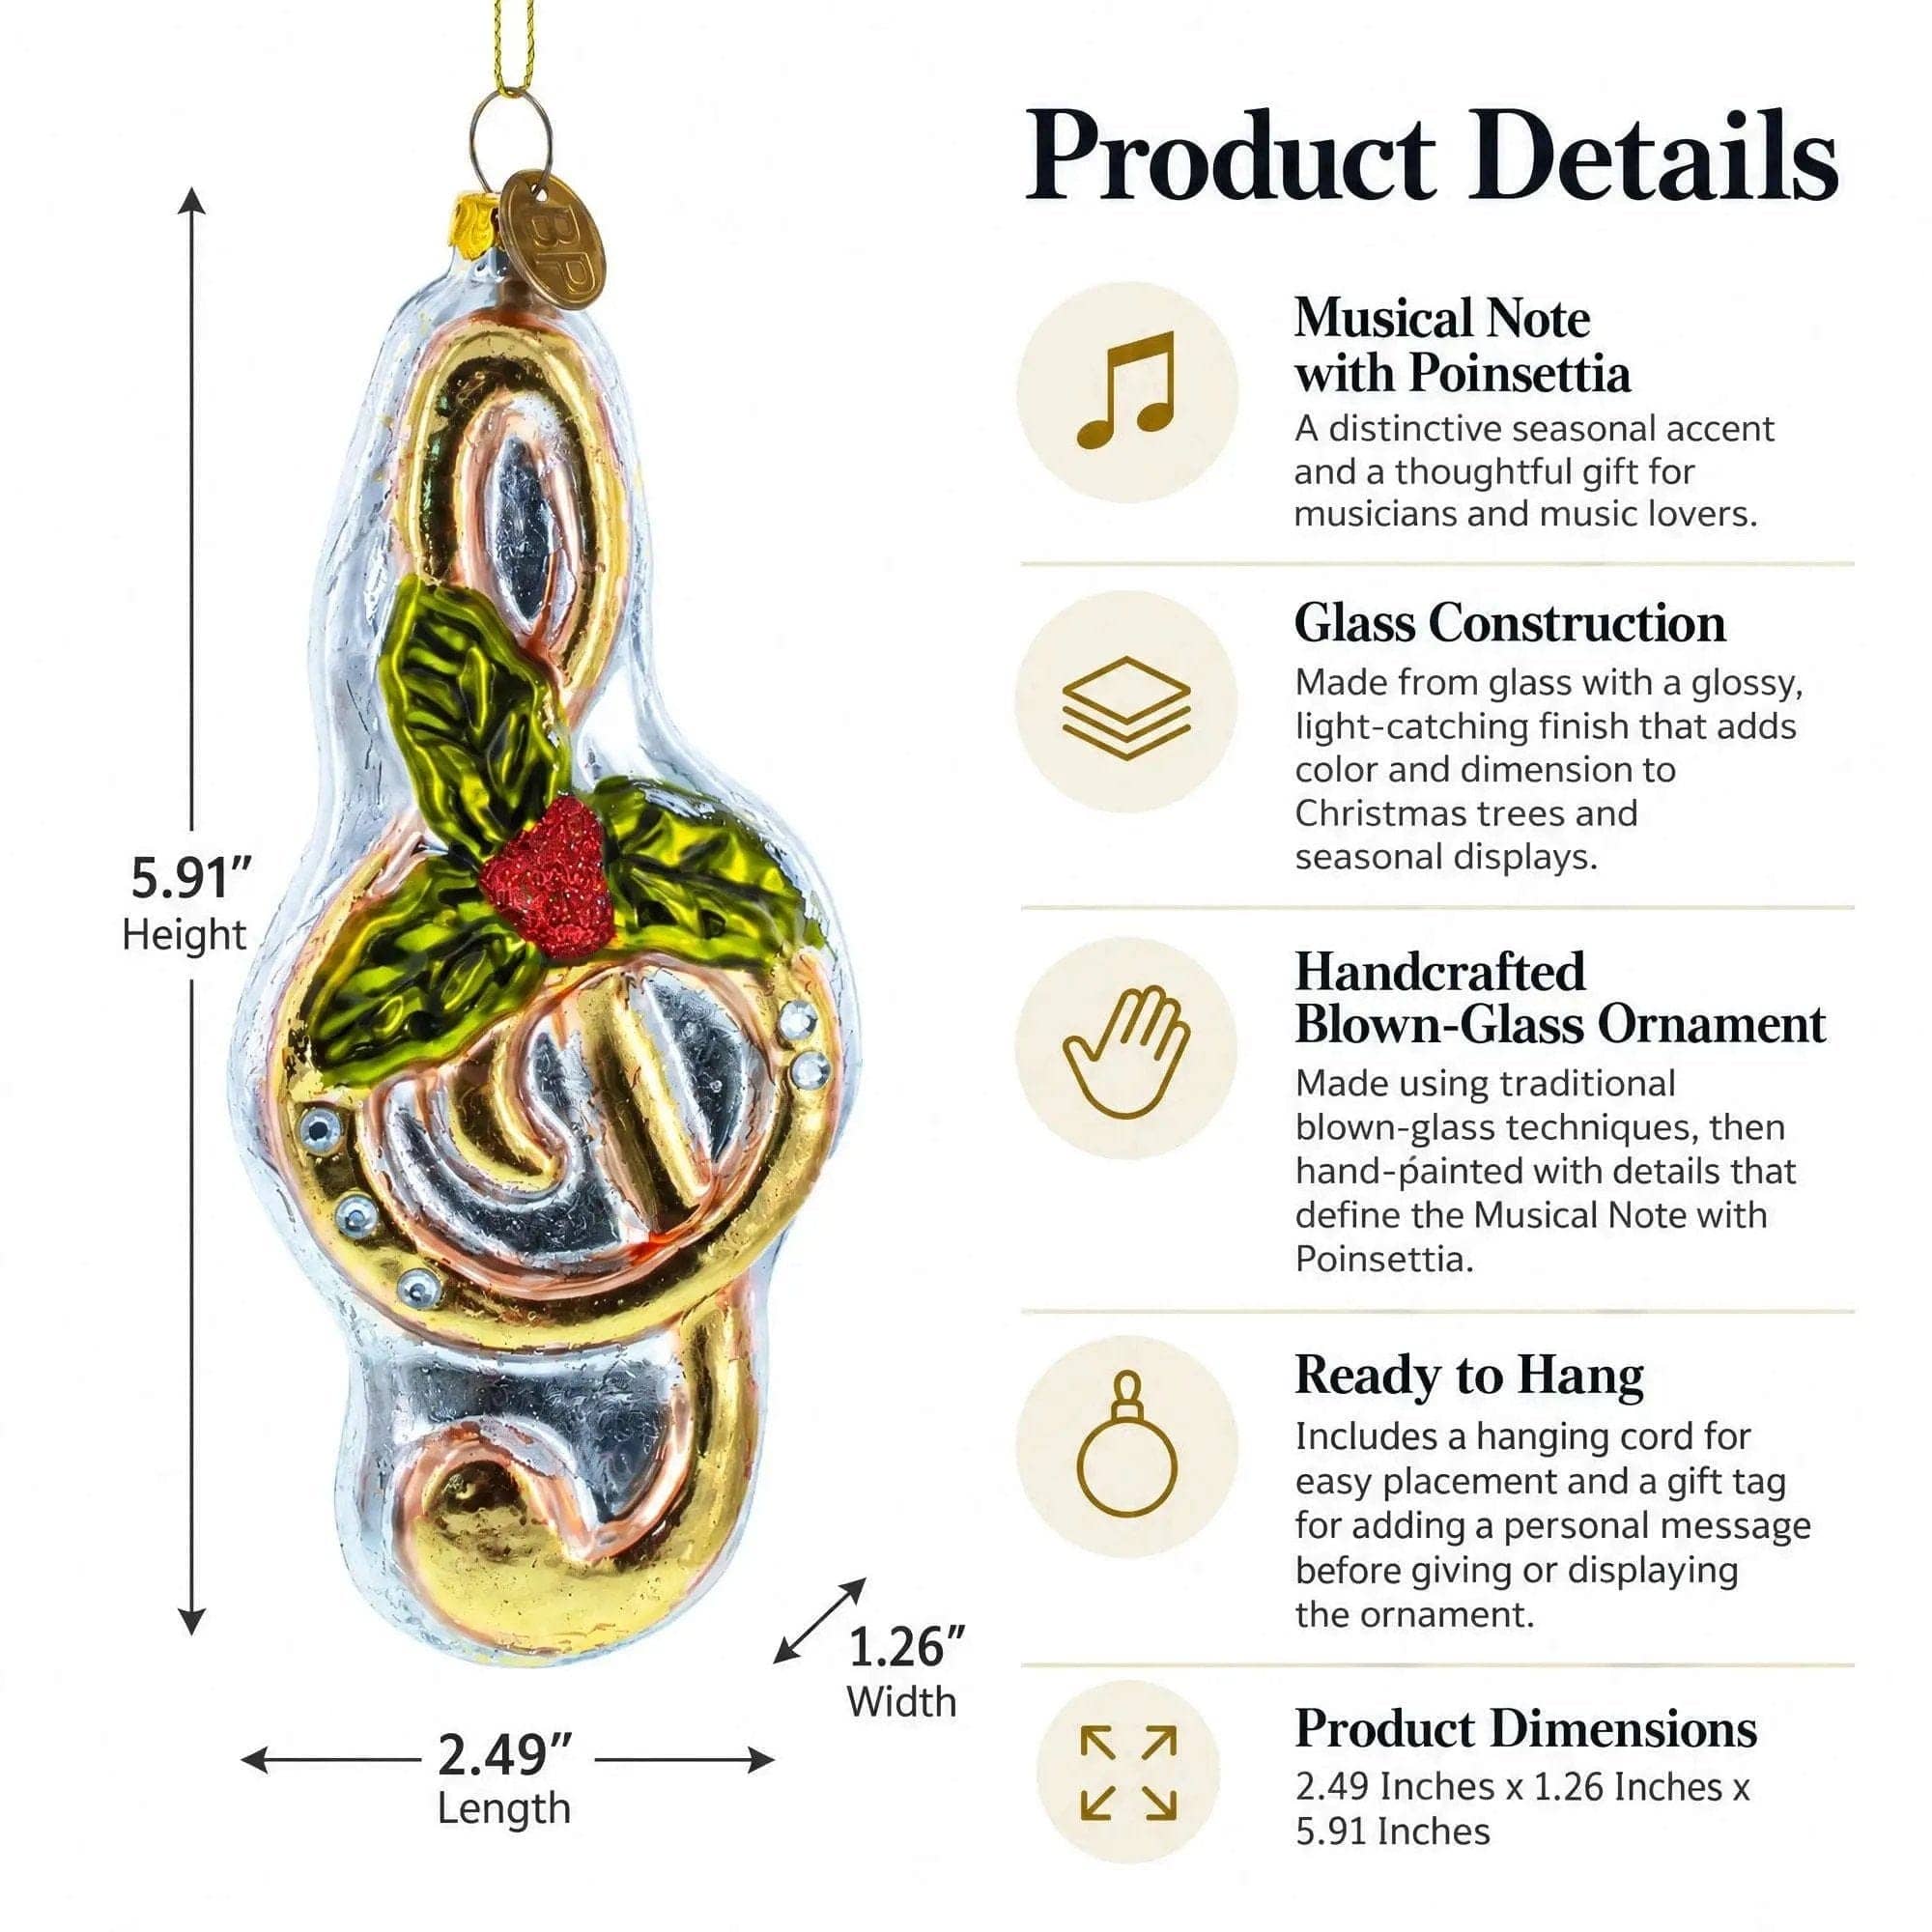 BP
Product Details
Musical Note
with Poinsettia
A distinctive seasonal accent
and a thoughtful gift for
musicians and music lovers.
Glass Construction
Made from glass with a glossy,
light-catching finish that adds
color and dimension to
Christmas trees and
seasonal displays.
Handcrafted
Blown-Glass Ornament
Made using traditional
blown-glass techniques, then
hand-painted with details that
define the Musical Note with
Poinsettia.
Ready to Hang
Includes a hanging cord for
easy placement and a gift tag
for adding a personal message
before giving or displaying
the ornament.
Product Dimensions
2.49 Inches x 1.26 Inches x
5.91 Inches
5.91”
Height
1.26”
Width
2.49”
Length